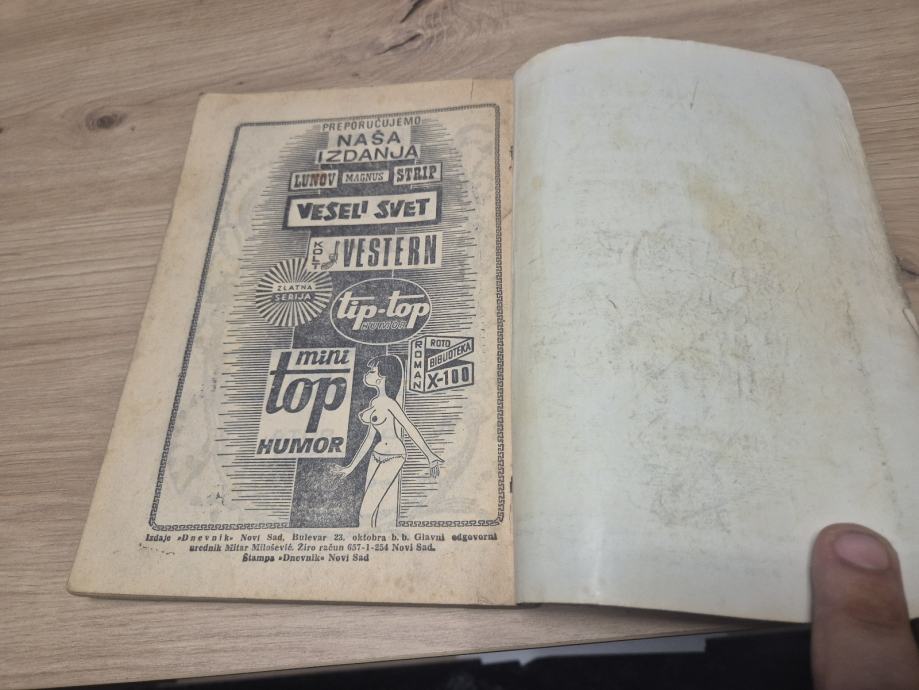 PREPORUČUJEMO
NAŠA
IZDANJA
LUNOV MAGNUS STRIP
VESELI SVET
KOLT VESTERN
ZLATNA
SERIJA
tip-top
HUMOR
ROMAN
ROTO
BIBLIOTEKA
X-100
mini
top
HUMOR
Izdaje »Dnevnik« Novi Sad, Bulevar 23. oktobra b. b. Glavni odgovorni
urednik Mitar Milošević. Žiro račun 657-1-254 Novi Sad.
Štampa »Dnevnik« Novi Sad